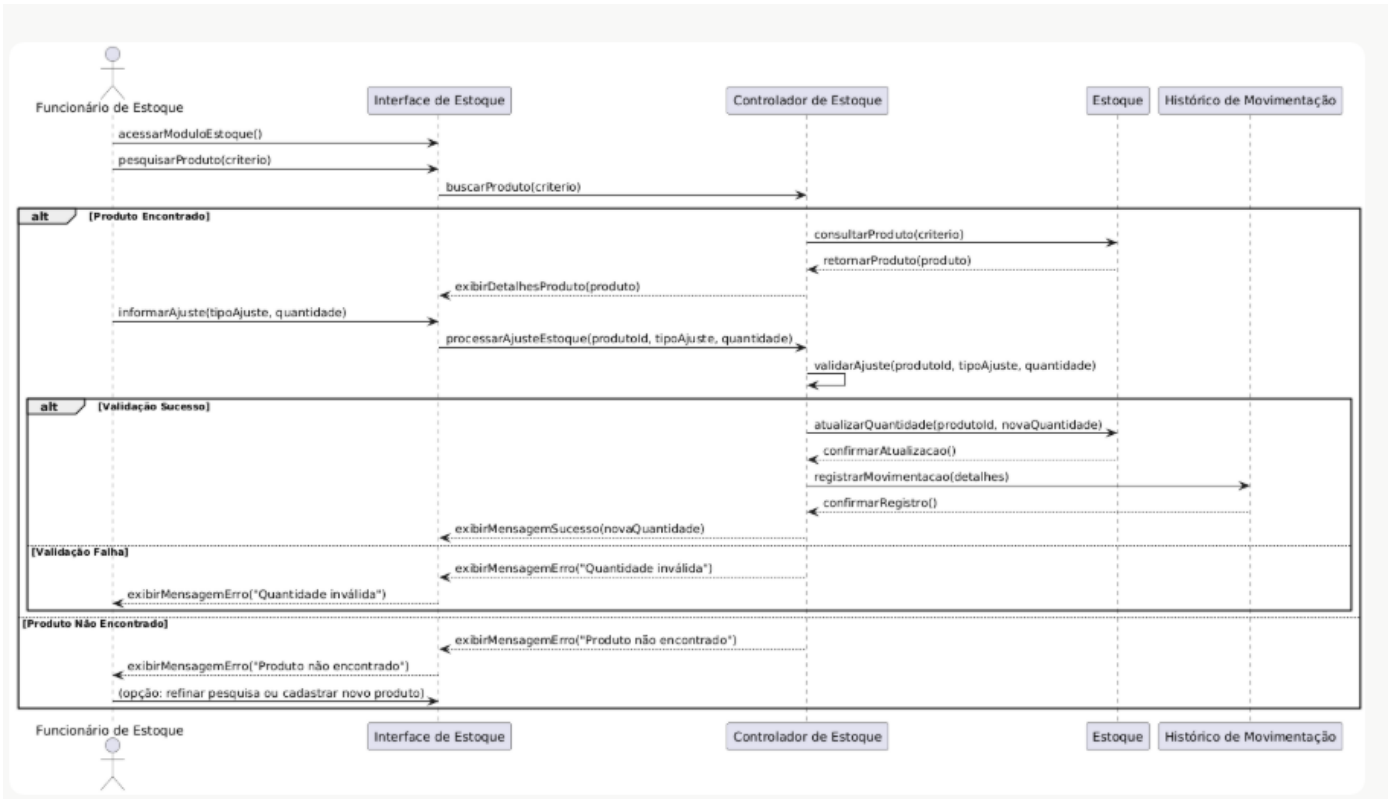 Funcionário de Estoque
Interface de Estoque
Controlador de Estoque
Estoque
Histórico de Movimentação
acessarModuloEstoque()
pesquisarProduto(criterio)
buscarProduto(criterio)
alt
[Produto Encontrado]
consultarProduto(criterio)
retornarProduto(produto)
exibirDetalhesProduto(produto)
informarAjuste(tipoAjuste, quantidade)
processarAjusteEstoque(produtoId, tipoAjuste, quantidade)
validarAjuste(produtoId, tipoAjuste, quantidade)
alt
[Validação Sucesso]
atualizarQuantidade(produtoId, novaQuantidade)
confirmarAtualizacao()
registrarMovimentacao(detalhes)
confirmarRegistro()
exibirMensagemSucesso(novaQuantidade)
[Validação Falha]
exibirMensagemErro("Quantidade inválida")
exibirMensagemErro("Quantidade inválida")
[Produto Não Encontrado]
exibirMensagemErro("Produto não encontrado")
exibirMensagemErro("Produto não encontrado")
(opção: refinar pesquisa ou cadastrar novo produto)
Funcionário de Estoque
Interface de Estoque
Controlador de Estoque
Estoque
Histórico de Movimentação